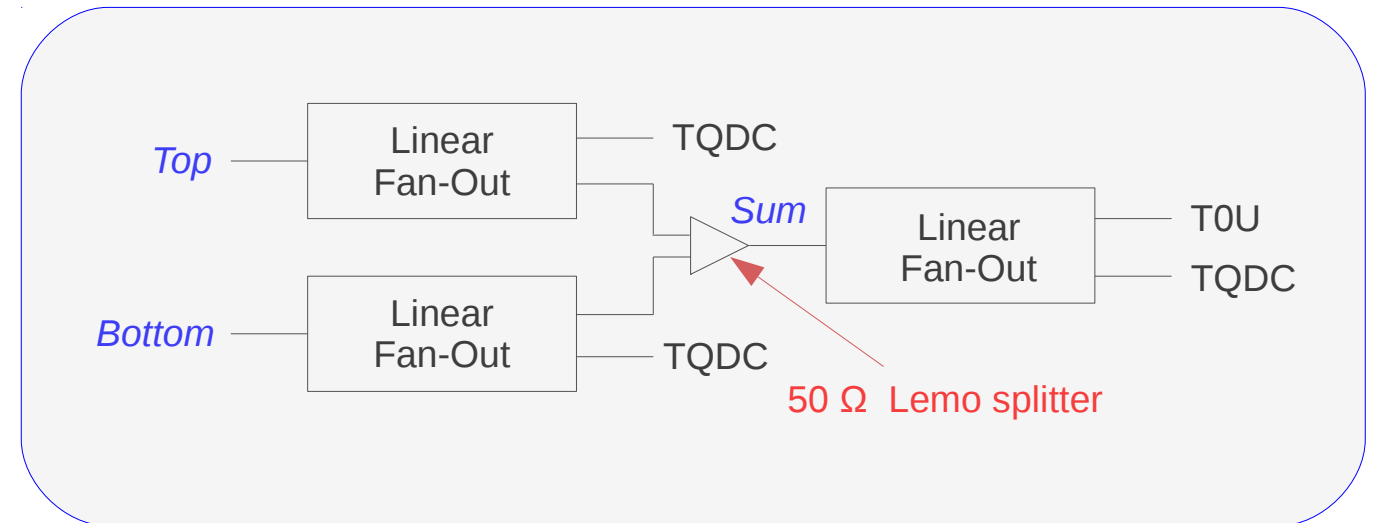 Top
Linear
Fan-Out
TQDC
Bottom
Linear
Fan-Out
TQDC
Sum
Linear
Fan-Out
T0U
TQDC
50 Ω Lemo splitter